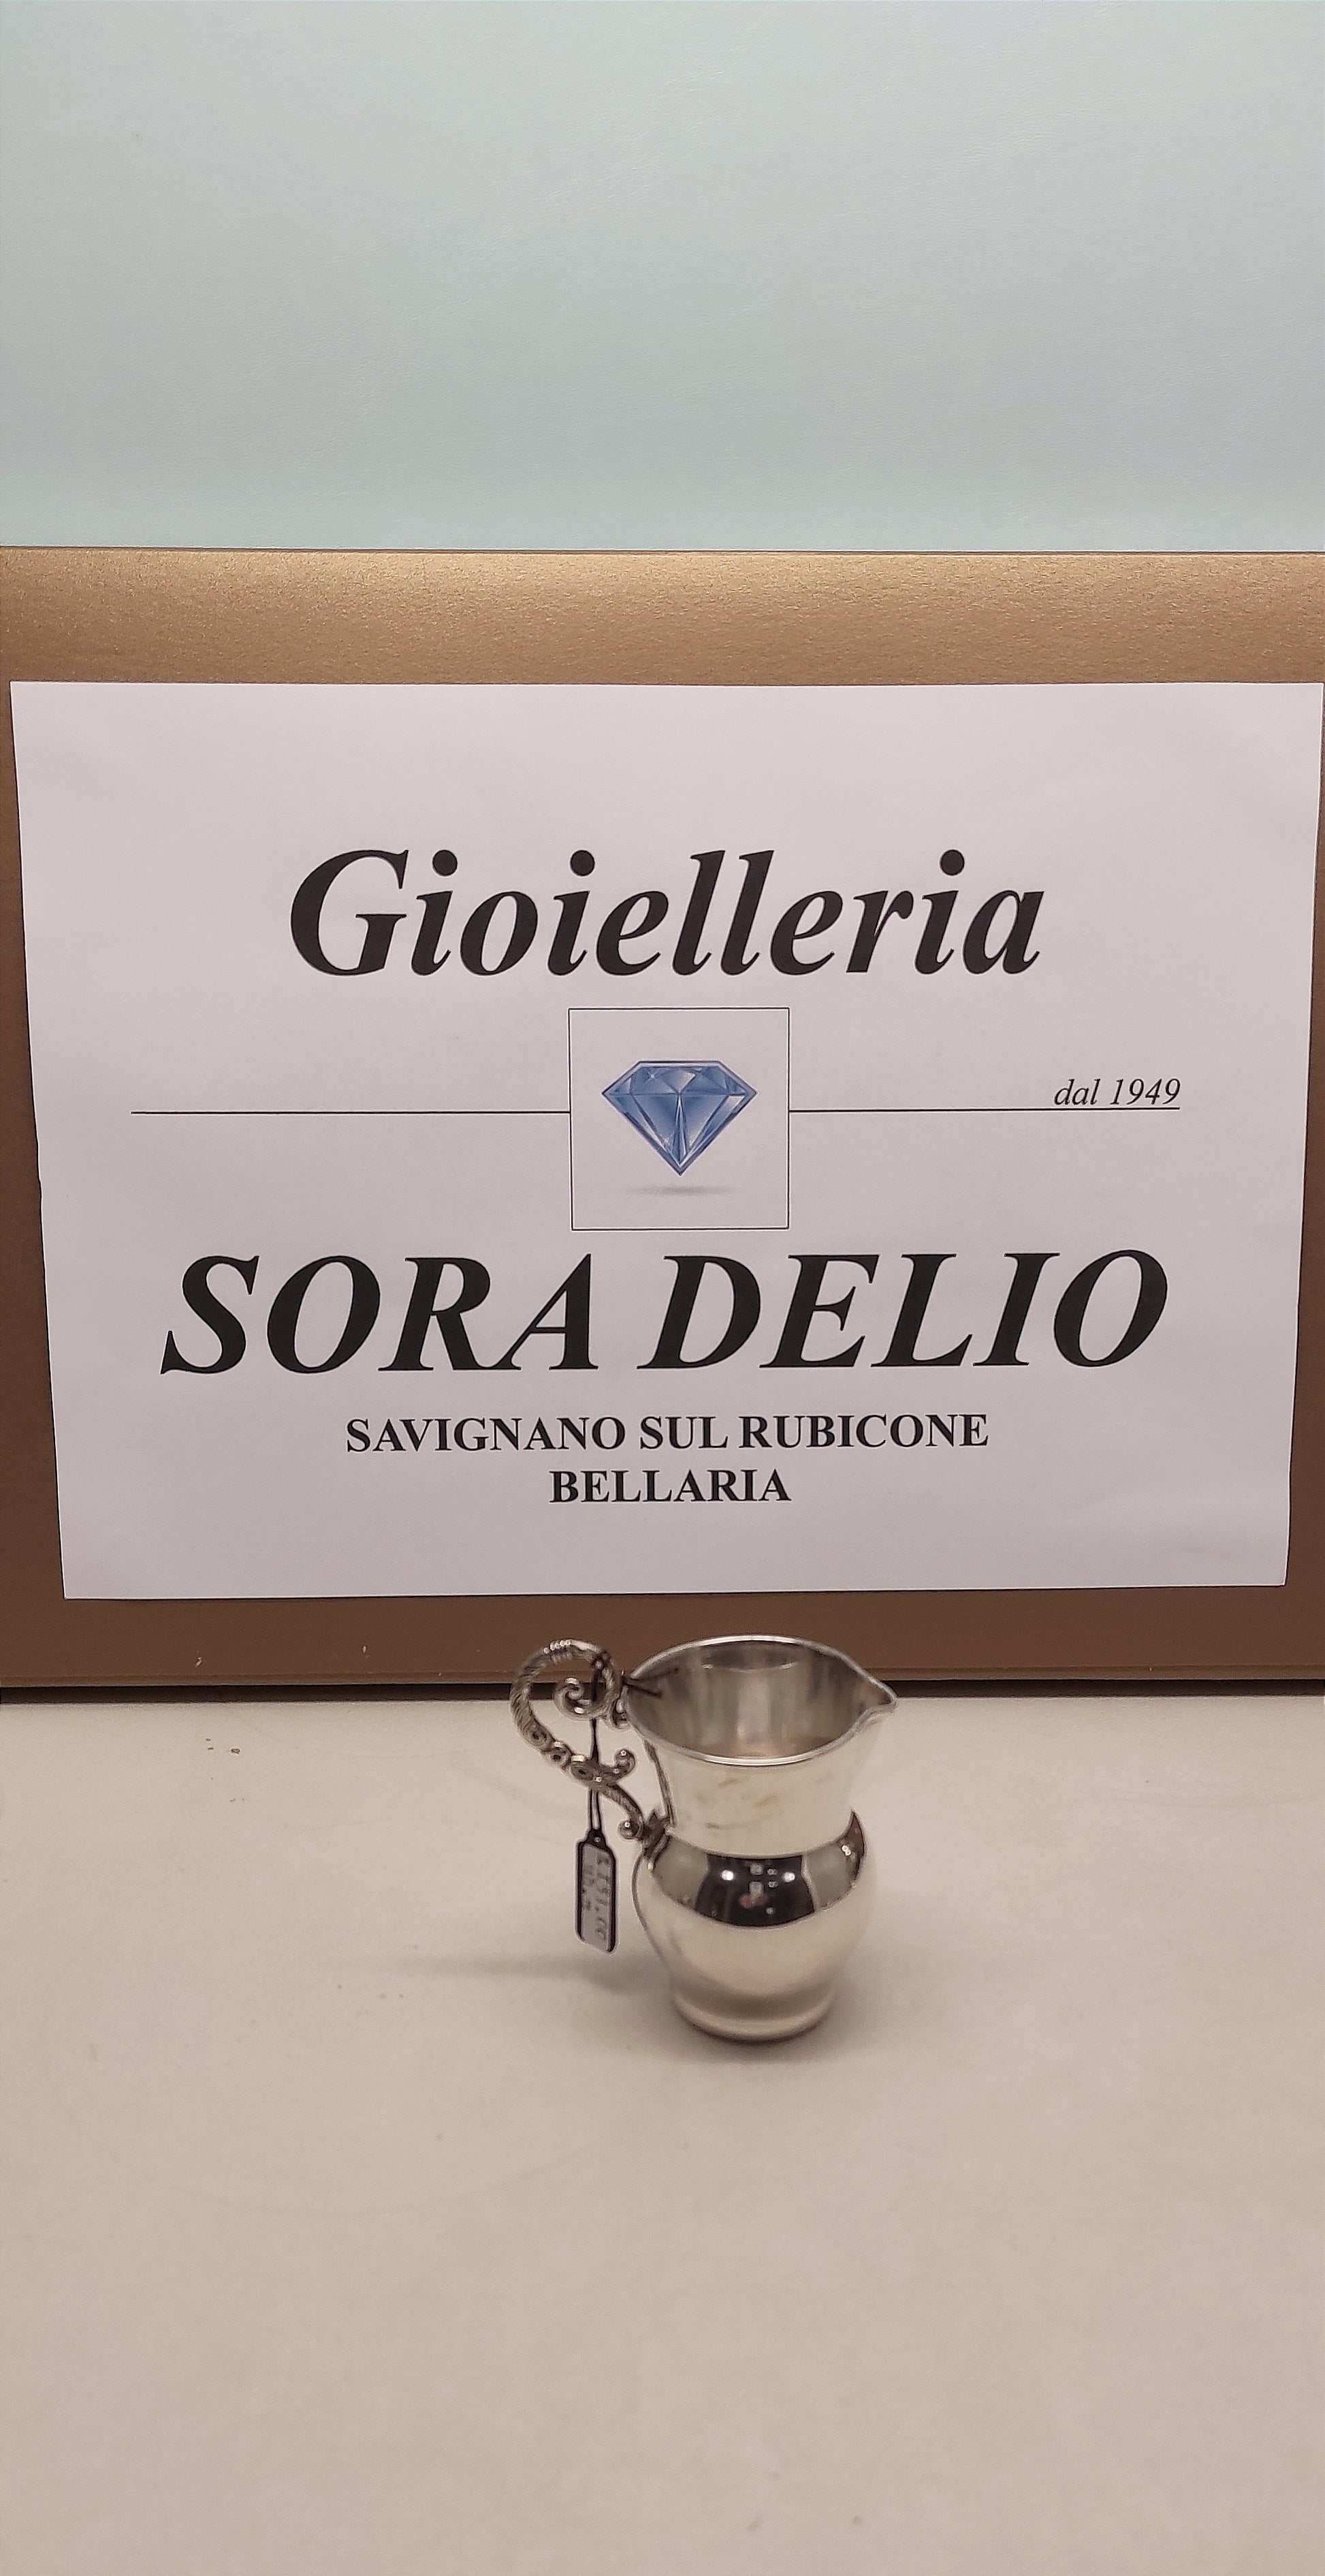 Gioielleria
dal 1949
SORA DELIO
SAVIGNANO SUL RUBICONE
BELLARIA